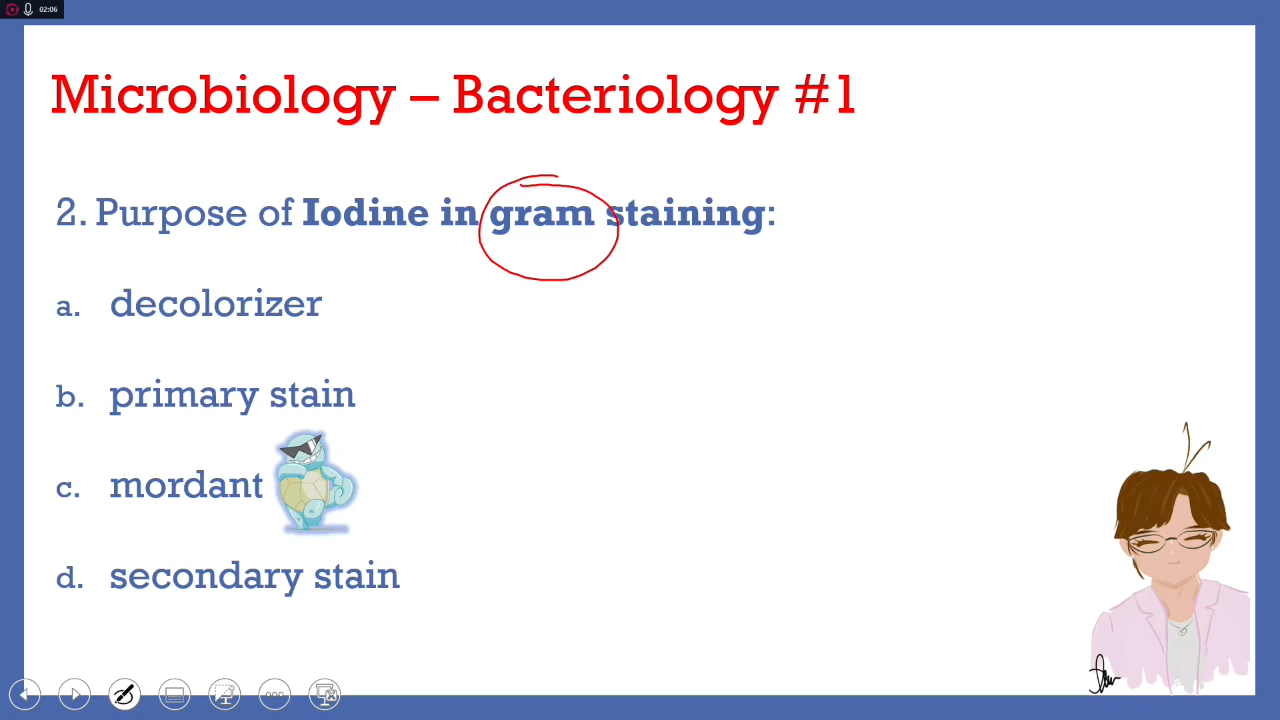 02:06
Microbiology – Bacteriology #1
2. Purpose of Iodine in gram staining:
a. decolorizer
b. primary stain
c. mordant
d. secondary stain